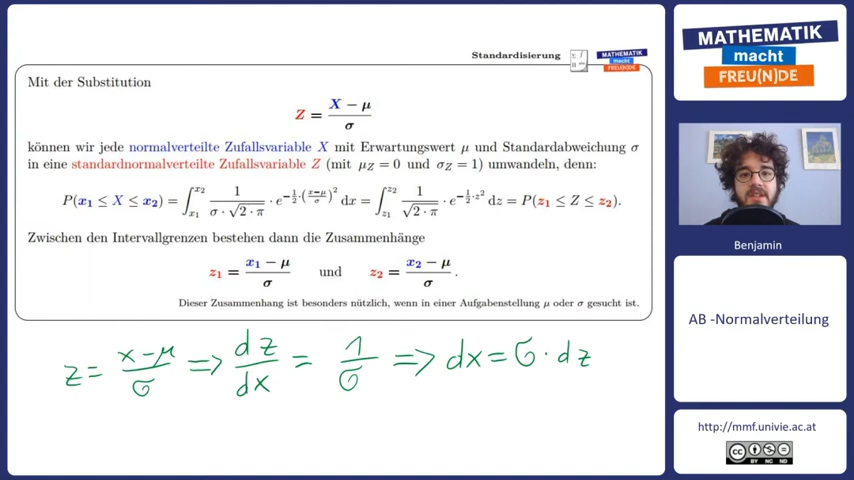 Standardisierung
MATHEMATIK
macht
FREU(N)DE
Mit der Substitution
Z = (X − μ)/σ
können wir jede normalverteilte Zufallsvariable X mit Erwartungswert μ und Standardabweichung σ
in eine standardnormalverteilte Zufallsvariable Z (mit μ_Z = 0 und σ_Z = 1) umwandeln, denn:
P(x₁ ≤ X ≤ x₂) = ∫_{x₁}^{x₂} 1/(σ · √(2 · π)) · e^{−½·((x−μ)/σ)²} dx = ∫_{z₁}^{z₂} 1/√(2 · π) · e^{−½·z²} dz = P(z₁ ≤ Z ≤ z₂).
Zwischen den Intervallgrenzen bestehen dann die Zusammenhänge
z₁ = (x₁ − μ)/σ und z₂ = (x₂ − μ)/σ .
Dieser Zusammenhang ist besonders nützlich, wenn in einer Aufgabenstellung μ oder σ gesucht ist.
z = (x − μ)/σ ⇒ dz/dx = 1/σ ⇒ dx = σ · dz
MATHEMATIK
macht
FREU(N)DE
Benjamin
AB -Normalverteilung
http://mmf.univie.ac.at
cc
BY NC ND